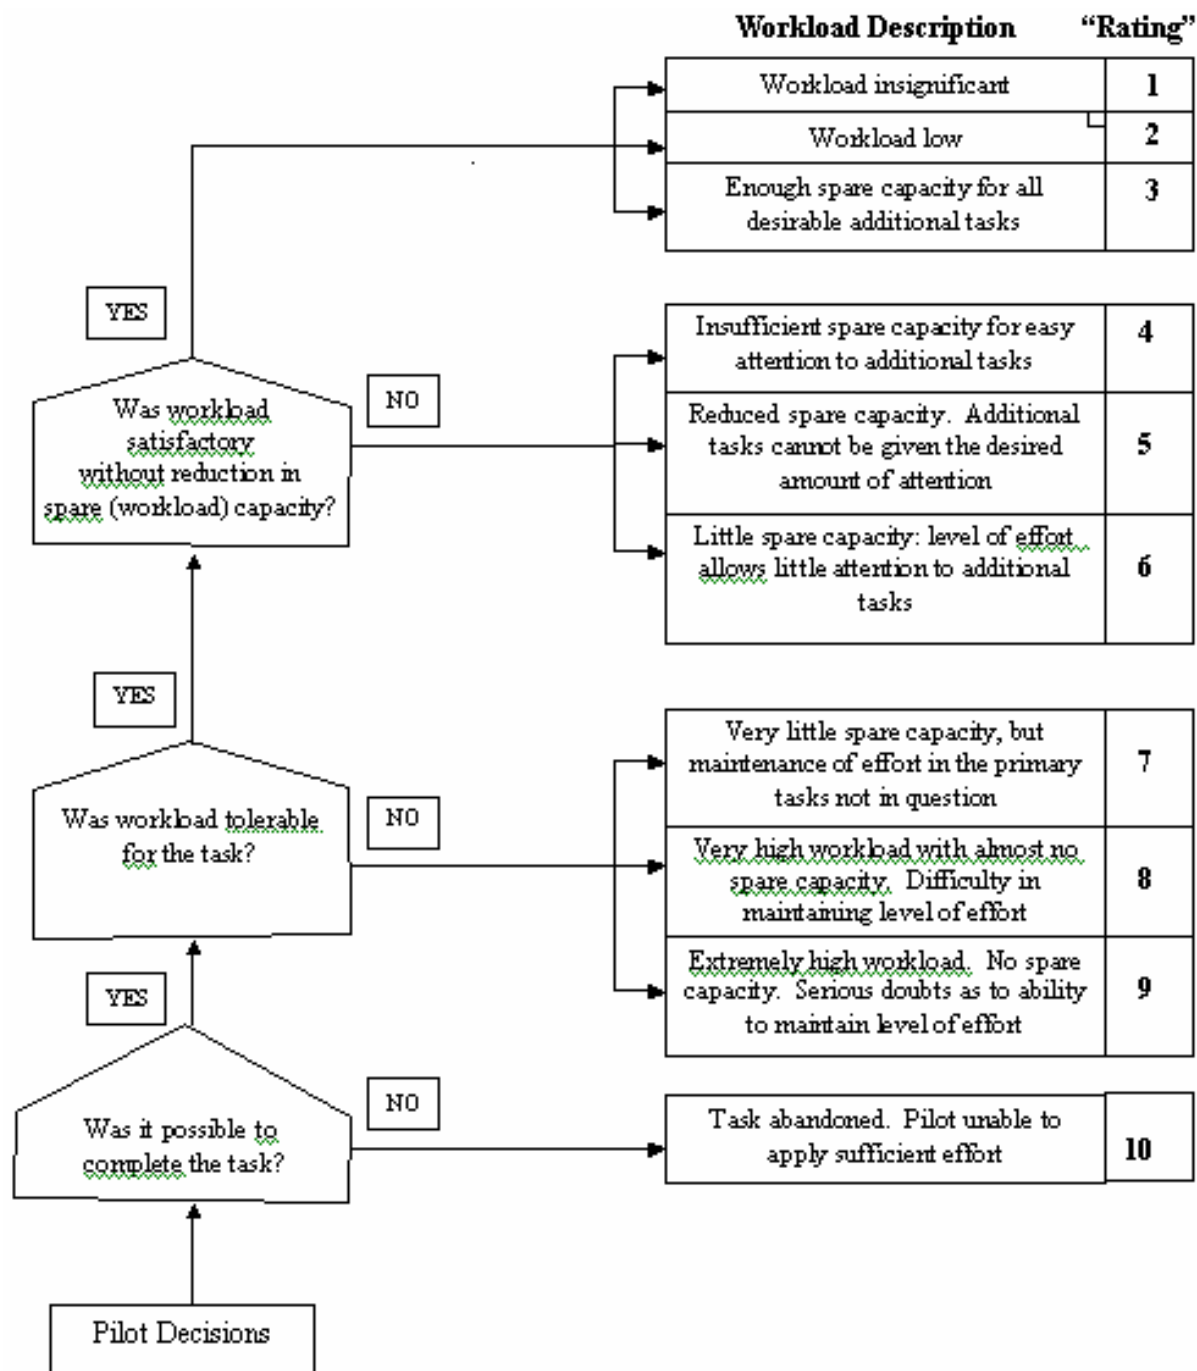 Workload Description “Rating”
Workload insignificant 1
Workload low 2
Enough spare capacity for all 3
desirable additional tasks
YES
Insufficient spare capacity for easy 4
attention to additional tasks
NO
Was workload
satisfactory
without reduction in
spare (workload) capacity?
Reduced spare capacity. Additional
tasks cannot be given the desired 5
amount of attention
Little spare capacity: level of effort
allows little attention to additional 6
tasks
YES
Very little spare capacity, but
maintenance of effort in the primary 7
tasks not in question
NO
Was workload tolerable
for the task?
Very high workload with almost no
spare capacity. Difficulty in 8
maintaining level of effort
Extremely high workload. No spare
capacity. Serious doubts as to ability 9
to maintain level of effort
YES
NO
Was it possible to
complete the task?
Task abandoned. Pilot unable to
apply sufficient effort 10
Pilot Decisions